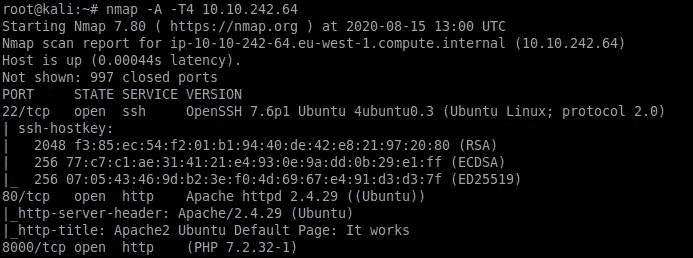 root@kali:~# nmap -A -T4 10.10.242.64
Starting Nmap 7.80 ( https://nmap.org ) at 2020-08-15 13:00 UTC
Nmap scan report for ip-10-10-242-64.eu-west-1.compute.internal (10.10.242.64)
Host is up (0.00044s latency).
Not shown: 997 closed ports
PORT     STATE SERVICE VERSION
22/tcp   open  ssh     OpenSSH 7.6p1 Ubuntu 4ubuntu0.3 (Ubuntu Linux; protocol 2.0)
| ssh-hostkey:
|   2048 f3:85:ec:54:f2:01:b1:94:40:de:42:e8:21:97:20:80 (RSA)
|   256 77:c7:c1:ae:31:41:21:e4:93:0e:9a:dd:0b:29:e1:ff (ECDSA)
|_  256 07:05:43:46:9d:b2:3e:f0:4d:69:67:e4:91:d3:d3:7f (ED25519)
80/tcp   open  http    Apache httpd 2.4.29 ((Ubuntu))
|_http-server-header: Apache/2.4.29 (Ubuntu)
|_http-title: Apache2 Ubuntu Default Page: It works
8000/tcp open  http    (PHP 7.2.32-1)